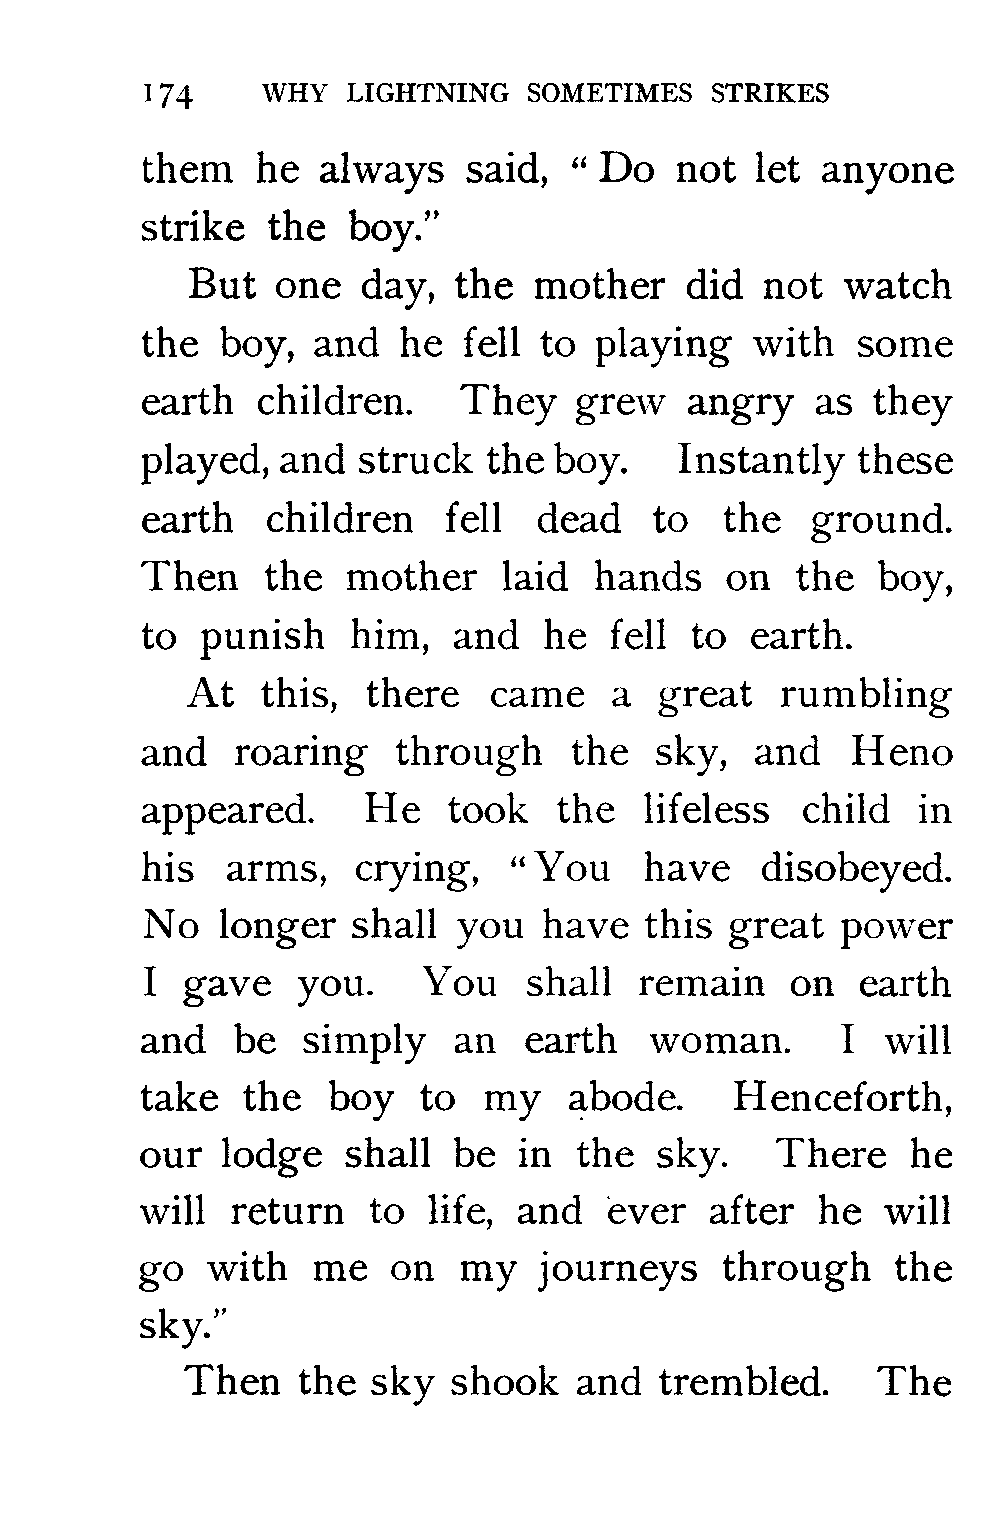 174 WHY LIGHTNING SOMETIMES STRIKES
them he always said, “ Do not let anyone
strike the boy.”
But one day, the mother did not watch
the boy, and he fell to playing with some
earth children. They grew angry as they
played, and struck the boy. Instantly these
earth children fell dead to the ground.
Then the mother laid hands on the boy,
to punish him, and he fell to earth.
At this, there came a great rumbling
and roaring through the sky, and Heno
appeared. He took the lifeless child in
his arms, crying, “ You have disobeyed.
No longer shall you have this great power
I gave you. You shall remain on earth
and be simply an earth woman. I will
take the boy to my abode. Henceforth,
our lodge shall be in the sky. There he
will return to life, and ever after he will
go with me on my journeys through the
sky.”
Then the sky shook and trembled. The